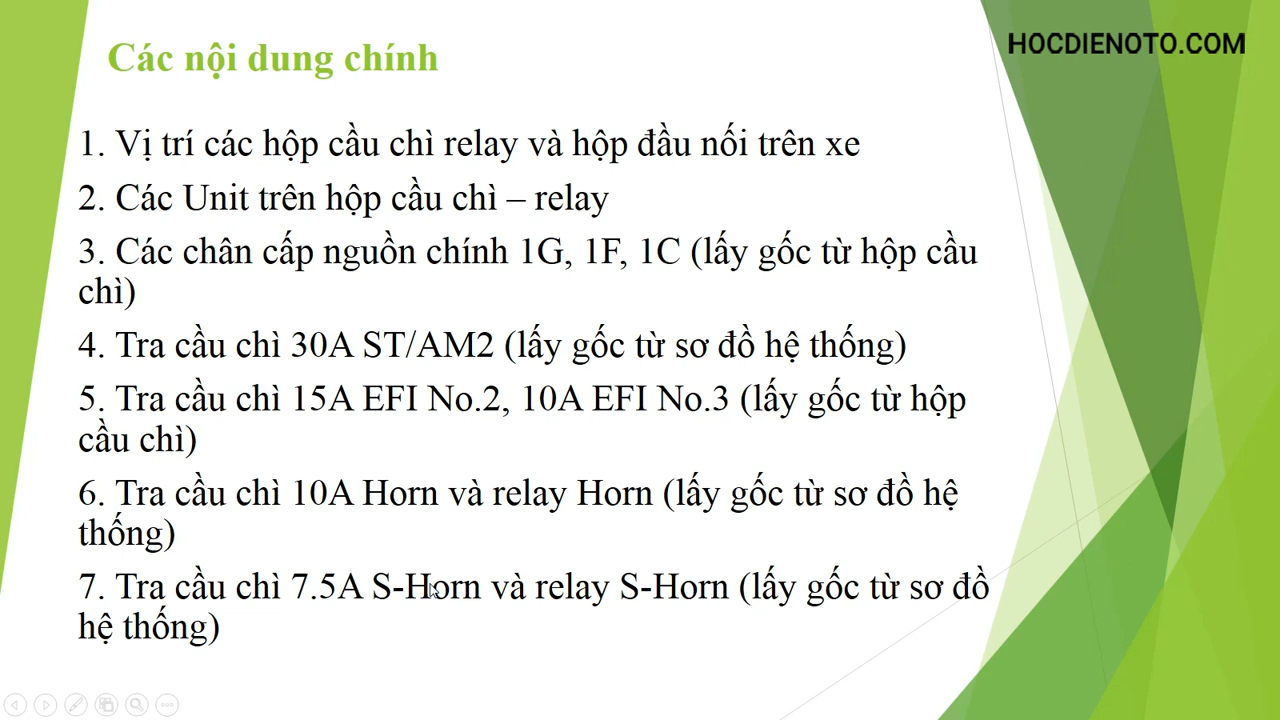 Các nội dung chính
HOCDIENOTO.COM
1. Vị trí các hộp cầu chì relay và hộp đầu nối trên xe
2. Các Unit trên hộp cầu chì – relay
3. Các chân cấp nguồn chính 1G, 1F, 1C (lấy gốc từ hộp cầu
chì)
4. Tra cầu chì 30A ST/AM2 (lấy gốc từ sơ đồ hệ thống)
5. Tra cầu chì 15A EFI No.2, 10A EFI No.3 (lấy gốc từ hộp
cầu chì)
6. Tra cầu chì 10A Horn và relay Horn (lấy gốc từ sơ đồ hệ
thống)
7. Tra cầu chì 7.5A S-Horn và relay S-Horn (lấy gốc từ sơ đồ
hệ thống)